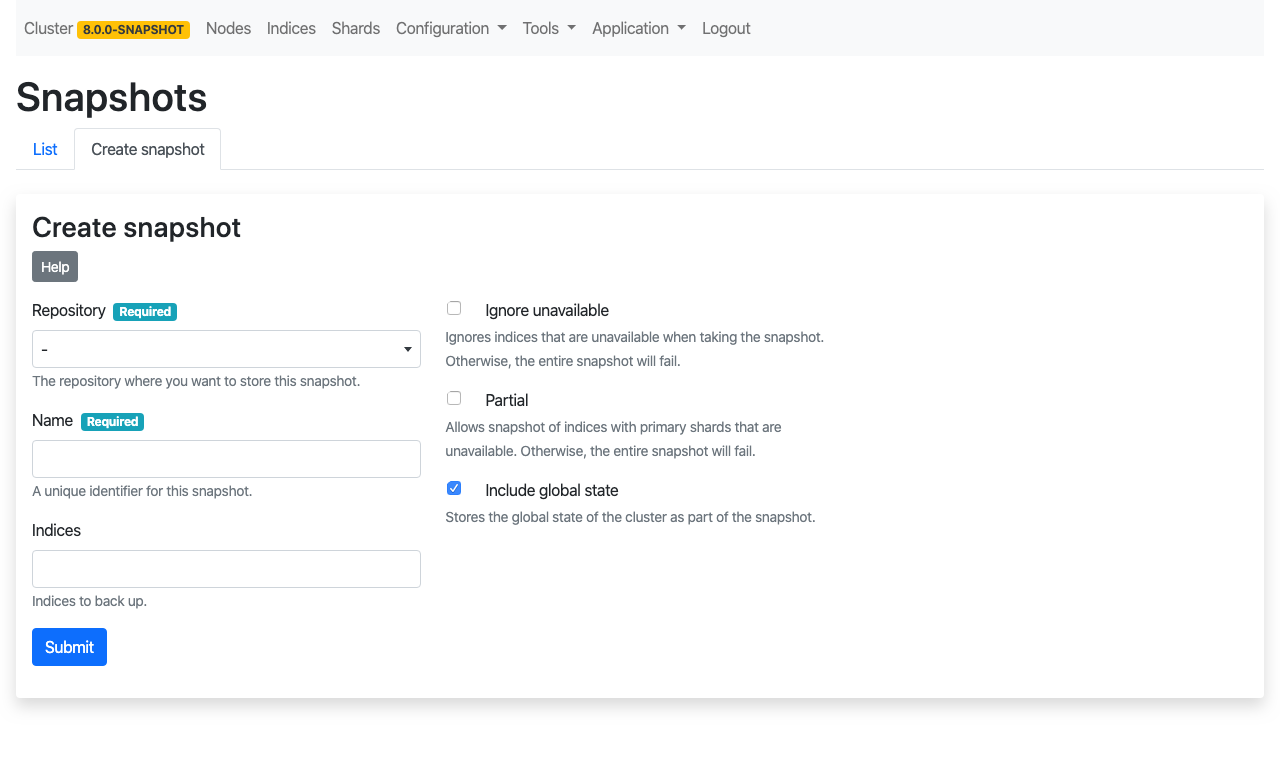 Cluster 8.0.0-SNAPSHOT Nodes Indices Shards Configuration Tools Application Logout
Snapshots
List Create snapshot
Create snapshot
Help
Repository Required
-
The repository where you want to store this snapshot.
Name Required
A unique identifier for this snapshot.
Indices
Indices to back up.
Submit
Ignore unavailable
Ignores indices that are unavailable when taking the snapshot.
Otherwise, the entire snapshot will fail.
Partial
Allows snapshot of indices with primary shards that are
unavailable. Otherwise, the entire snapshot will fail.
Include global state
Stores the global state of the cluster as part of the snapshot.